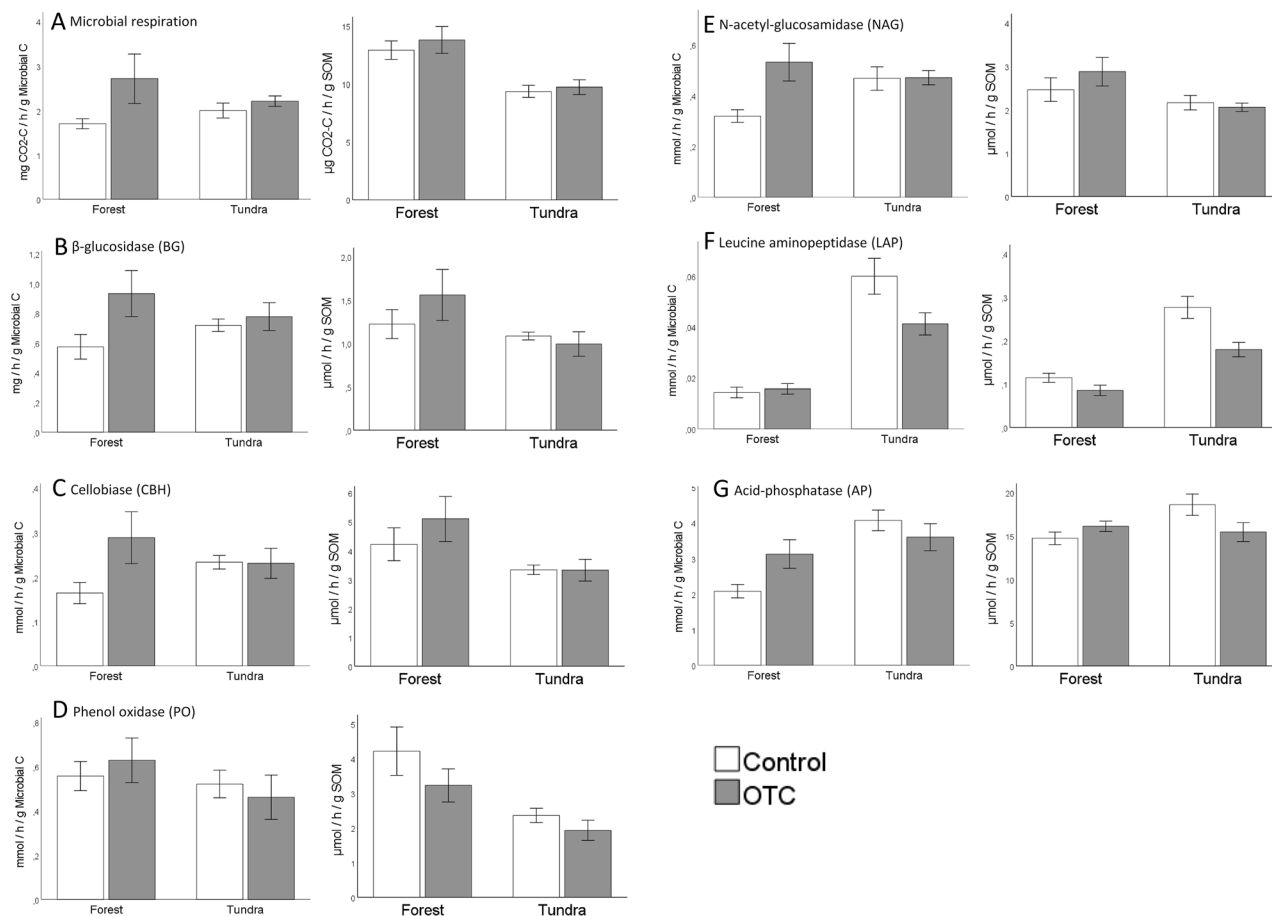 A Microbial respiration
mg CO2-C / h / g Microbial C
4
3
2
1
0
Forest
Tundra
µg CO2-C / h / g SOM
15
10
5
0
Forest
Tundra
B β-glucosidase (BG)
mg / h / g Microbial C
1,2
1,0
,8
,6
,4
,2
,0
Forest
Tundra
µmol / h / g SOM
2,0
1,5
1,0
,5
,0
Forest
Tundra
C Cellobiase (CBH)
mmol / h / g Microbial C
,4
,3
,2
,1
,0
Forest
Tundra
µmol / h / g SOM
6
5
4
3
2
1
0
Forest
Tundra
D Phenol oxidase (PO)
mmol / h / g Microbial C
,8
,6
,4
,2
,0
Forest
Tundra
µmol / h / g SOM
5
4
3
2
1
0
Forest
Tundra
E N-acetyl-glucosamidase (NAG)
mmol / h / g Microbial C
,6
,4
,2
,0
Forest
Tundra
µmol / h / g SOM
4
3
2
1
0
Forest
Tundra
F Leucine aminopeptidase (LAP)
mmol / h / g Microbial C
,06
,04
,02
,00
Forest
Tundra
µmol / h / g SOM
,4
,3
,2
,1
,0
Forest
Tundra
G Acid-phosphatase (AP)
mmol / h / g Microbial C
5
4
3
2
1
0
Forest
Tundra
µmol / h / g SOM
20
15
10
5
0
Forest
Tundra
Control
OTC